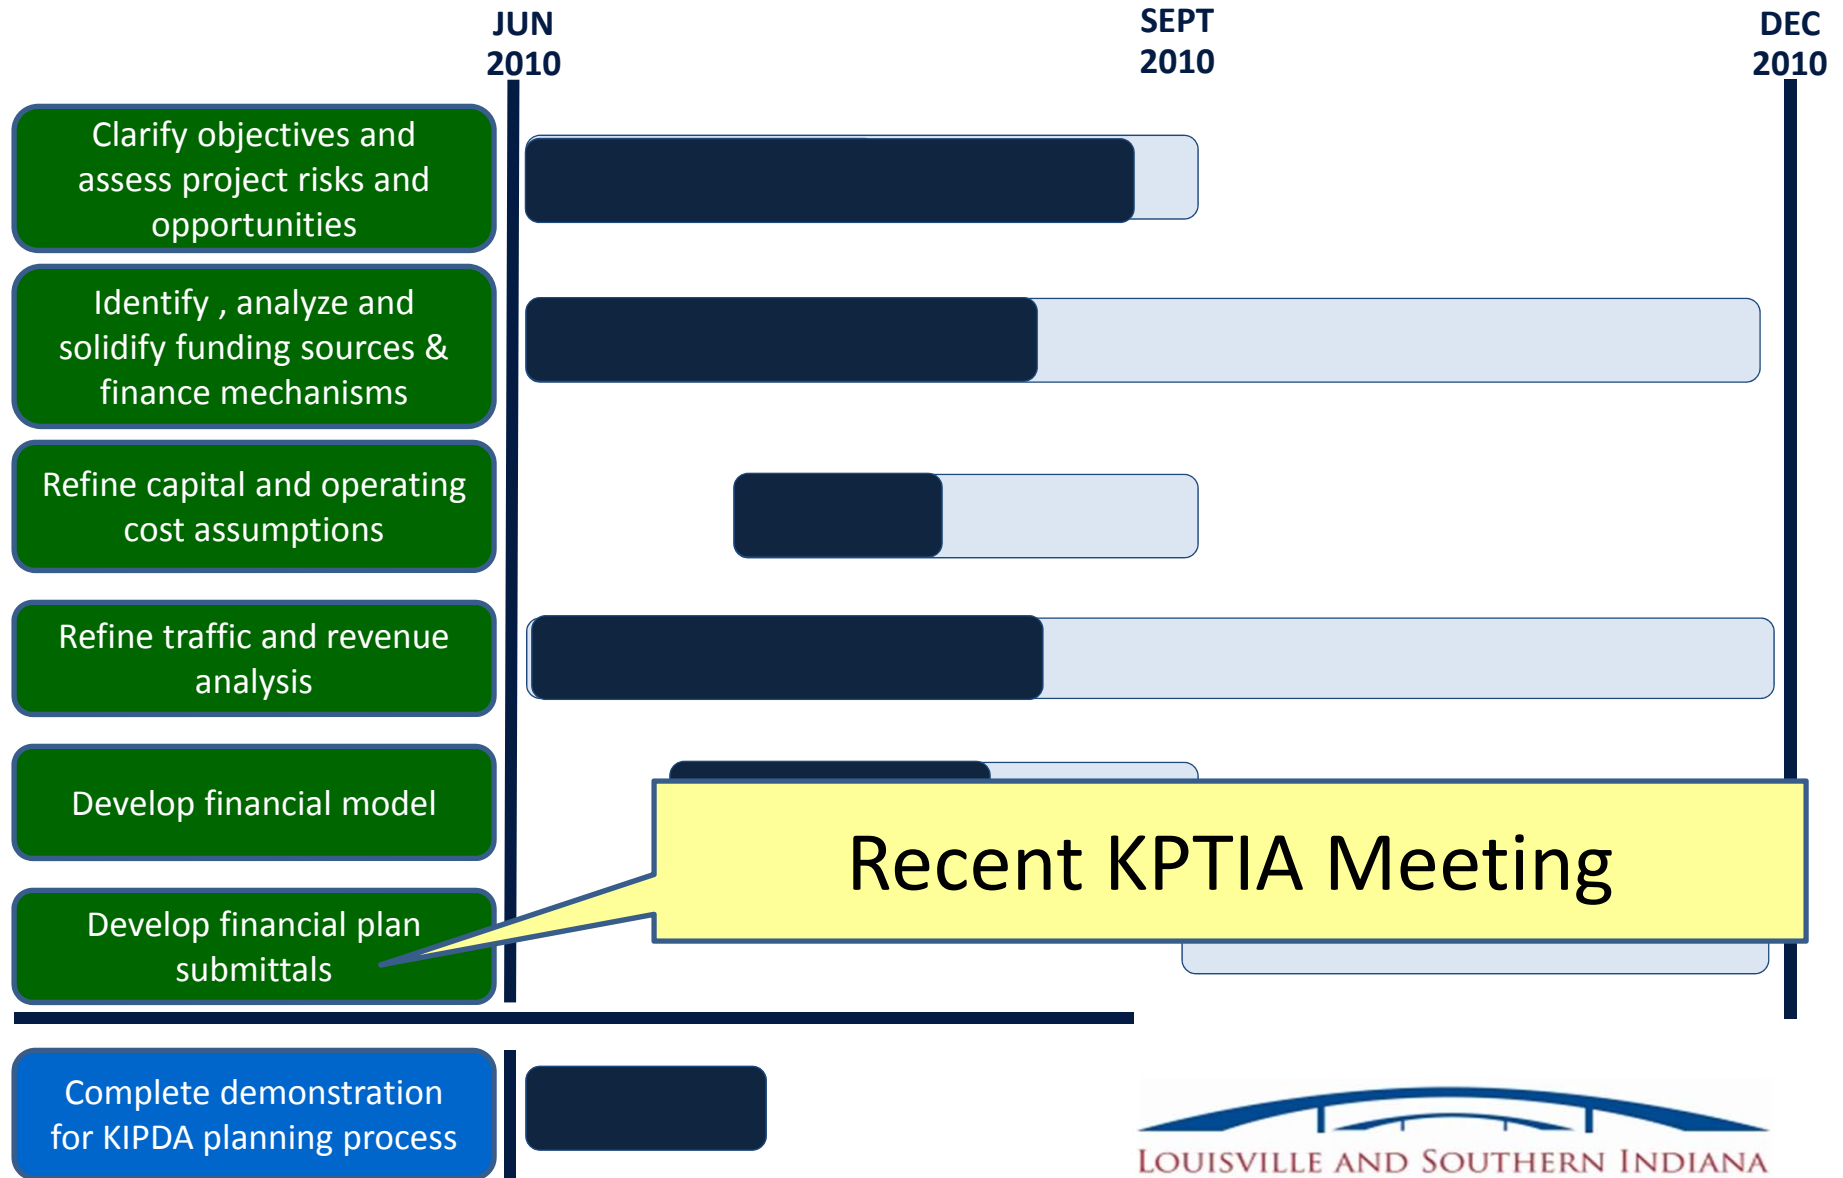 JUN
2010
SEPT
2010
DEC
2010
Clarify objectives and
assess project risks and
opportunities
Identify , analyze and
solidify funding sources &
finance mechanisms
Refine capital and operating
cost assumptions
Refine traffic and revenue
analysis
Develop financial model
Recent KPTIA Meeting
Develop financial plan
submittals
Complete demonstration
for KIPDA planning process
LOUISVILLE AND SOUTHERN INDIANA